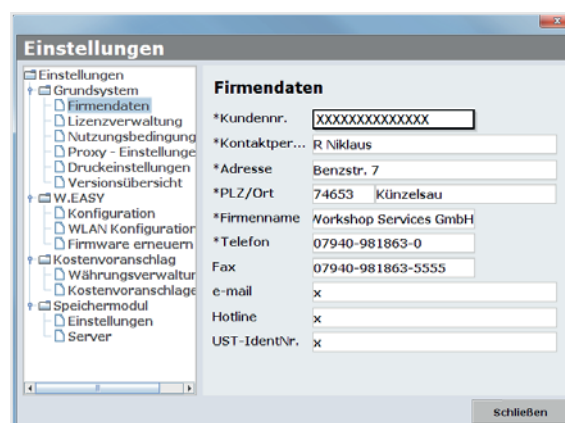 Einstellungen
Einstellungen
Grundsystem
Firmendaten
Lizenzverwaltung
Nutzungsbedingung
Proxy - Einstellunge
Druckeinstellungen
Versionsübersicht
W.EASY
Konfiguration
WLAN Konfiguration
Firmware erneuern
Kostenvoranschlag
Währungsverwaltur
Kostenvoranschlage
Speichermodul
Einstellungen
Server
Firmendaten
*Kundennr. XXXXXXXXXXXXXX
*Kontaktper... R Niklaus
*Adresse Benzstr. 7
*PLZ/Ort 74653 Künzelsau
*Firmenname Workshop Services GmbH
*Telefon 07940-981863-0
Fax 07940-981863-5555
e-mail x
Hotline x
UST-IdentNr. x
Schließen